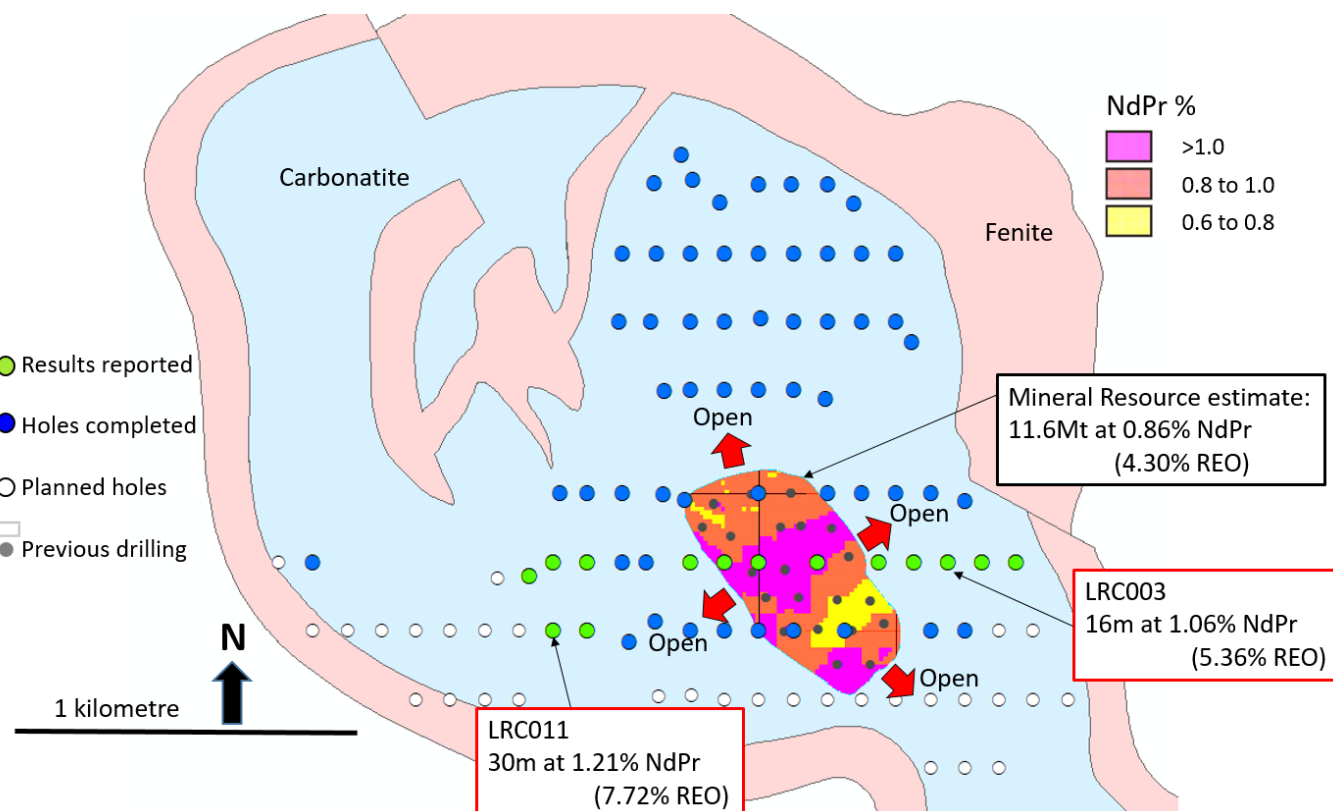 NdPr %
>1.0
0.8 to 1.0
0.6 to 0.8
Carbonatite
Fenite
Results reported
Holes completed
Planned holes
Previous drilling
Mineral Resource estimate:
11.6Mt at 0.86% NdPr
(4.30% REO)
Open
Open
Open
Open
LRC003
16m at 1.06% NdPr
(5.36% REO)
N
1 kilometre
LRC011
30m at 1.21% NdPr
(7.72% REO)